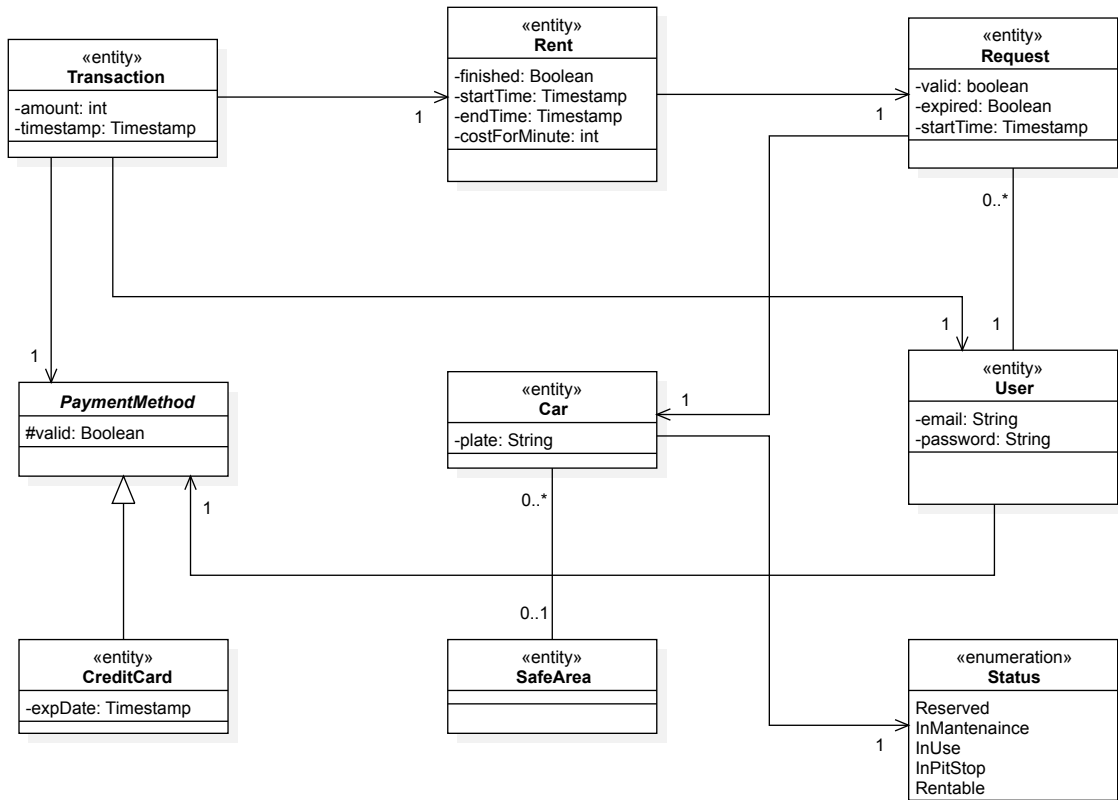 «entity»
Transaction
-amount: int
-timestamp: Timestamp
«entity»
Rent
-finished: Boolean
-startTime: Timestamp
-endTime: Timestamp
-costForMinute: int
«entity»
Request
-valid: boolean
-expired: Boolean
-startTime: Timestamp
1
1
0..*
1
1
1
1
PaymentMethod
#valid: Boolean
«entity»
Car
-plate: String
«entity»
User
-email: String
-password: String
0..*
1
0..1
1
«entity»
CreditCard
-expDate: Timestamp
«entity»
SafeArea
«enumeration»
Status
Reserved
InMantenaince
InUse
InPitStop
Rentable